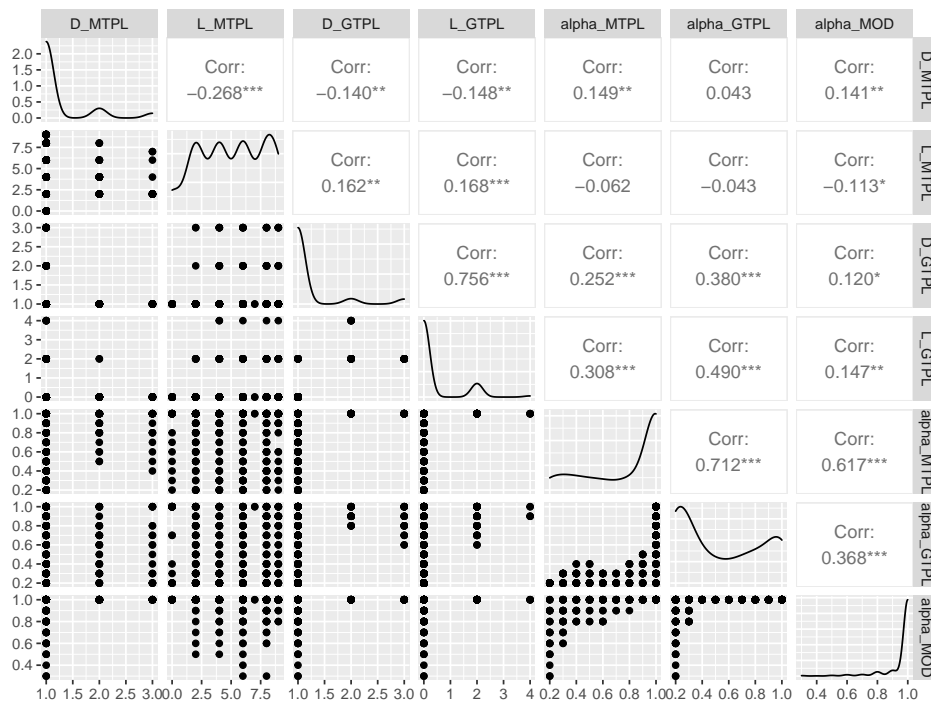 D_MTPL L_MTPL D_GTPL L_GTPL alpha_MTPL alpha_GTPL alpha_MOD
2.0
1.5
1.0
0.5
0.0
Corr:
−0.268***
Corr:
−0.140**
Corr:
−0.148**
Corr:
0.149**
Corr:
0.043
Corr:
0.141**
D_MTPL
7.5
5.0
2.5
0.0
Corr:
0.162**
Corr:
0.168***
Corr:
−0.062
Corr:
−0.043
Corr:
−0.113*
L_MTPL
3.0
2.5
2.0
1.5
1.0
Corr:
0.756***
Corr:
0.252***
Corr:
0.380***
Corr:
0.120*
D_GTPL
4
3
2
1
0
Corr:
0.308***
Corr:
0.490***
Corr:
0.147**
L_GTPL
1.0
0.8
0.6
0.4
0.2
Corr:
0.712***
Corr:
0.617***
alpha_MTPL
1.0
0.8
0.6
0.4
0.2
Corr:
0.368***
alpha_GTPL
1.0
0.8
0.6
0.4
alpha_MOD
1.0 1.5 2.0 2.5 3.0 0.0 2.5 5.0 7.5 1.0 1.5 2.0 2.5 3.0 0 1 2 3 4 0.2 0.4 0.6 0.8 1.0 0.2 0.4 0.6 0.8 1.0 0.4 0.6 0.8 1.0